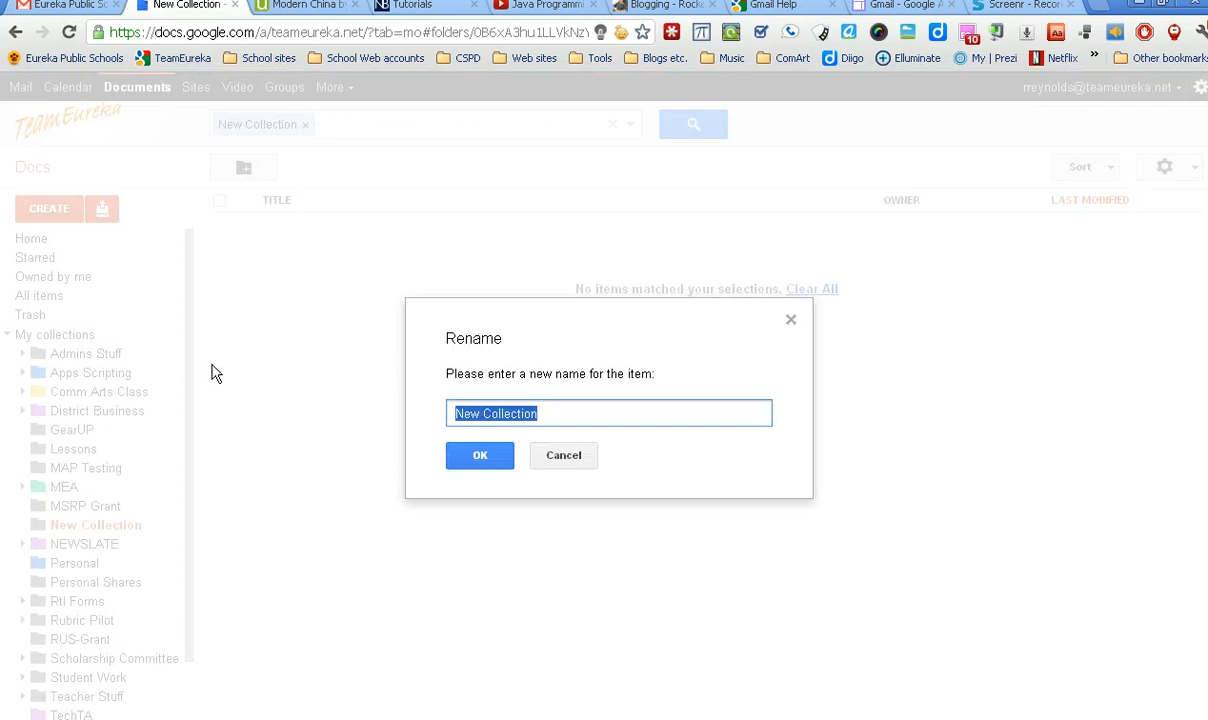 Eureka Public Sc
New Collection
Modern China by
Tutorials
Java Programmi
Blogging - Rocke
Gmail Help
Gmail - Google A
Screenr - Recor
https://docs.google.com/a/teameureka.net/?tab=mo#folders/0B6xA3hu1LLVkNzV
Eureka Public Schools
TeamEureka
School sites
School Web accounts
CSPD
Web sites
Tools
Blogs etc.
Music
ComArt
Diigo
Elluminate
My | Prezi
Netflix
Other bookmarks
Mail Calendar Documents Sites Video Groups More
rreynolds@teameureka.net
TeamEureka
New Collection
Docs
Sort
CREATE
TITLE
OWNER
LAST MODIFIED
Home
Starred
Owned by me
All items
Trash
My collections
Admins Stuff
Apps Scripting
Comm Arts Class
District Business
GearUP
Lessons
MAP Testing
MEA
MSRP Grant
New Collection
NEWSLATE
Personal
Personal Shares
RtI Forms
Rubric Pilot
RUS-Grant
Scholarship Committee
Student Work
Teacher Stuff
TechTA
No items matched your selections. Clear All
Rename
Please enter a new name for the item:
New Collection
OK
Cancel